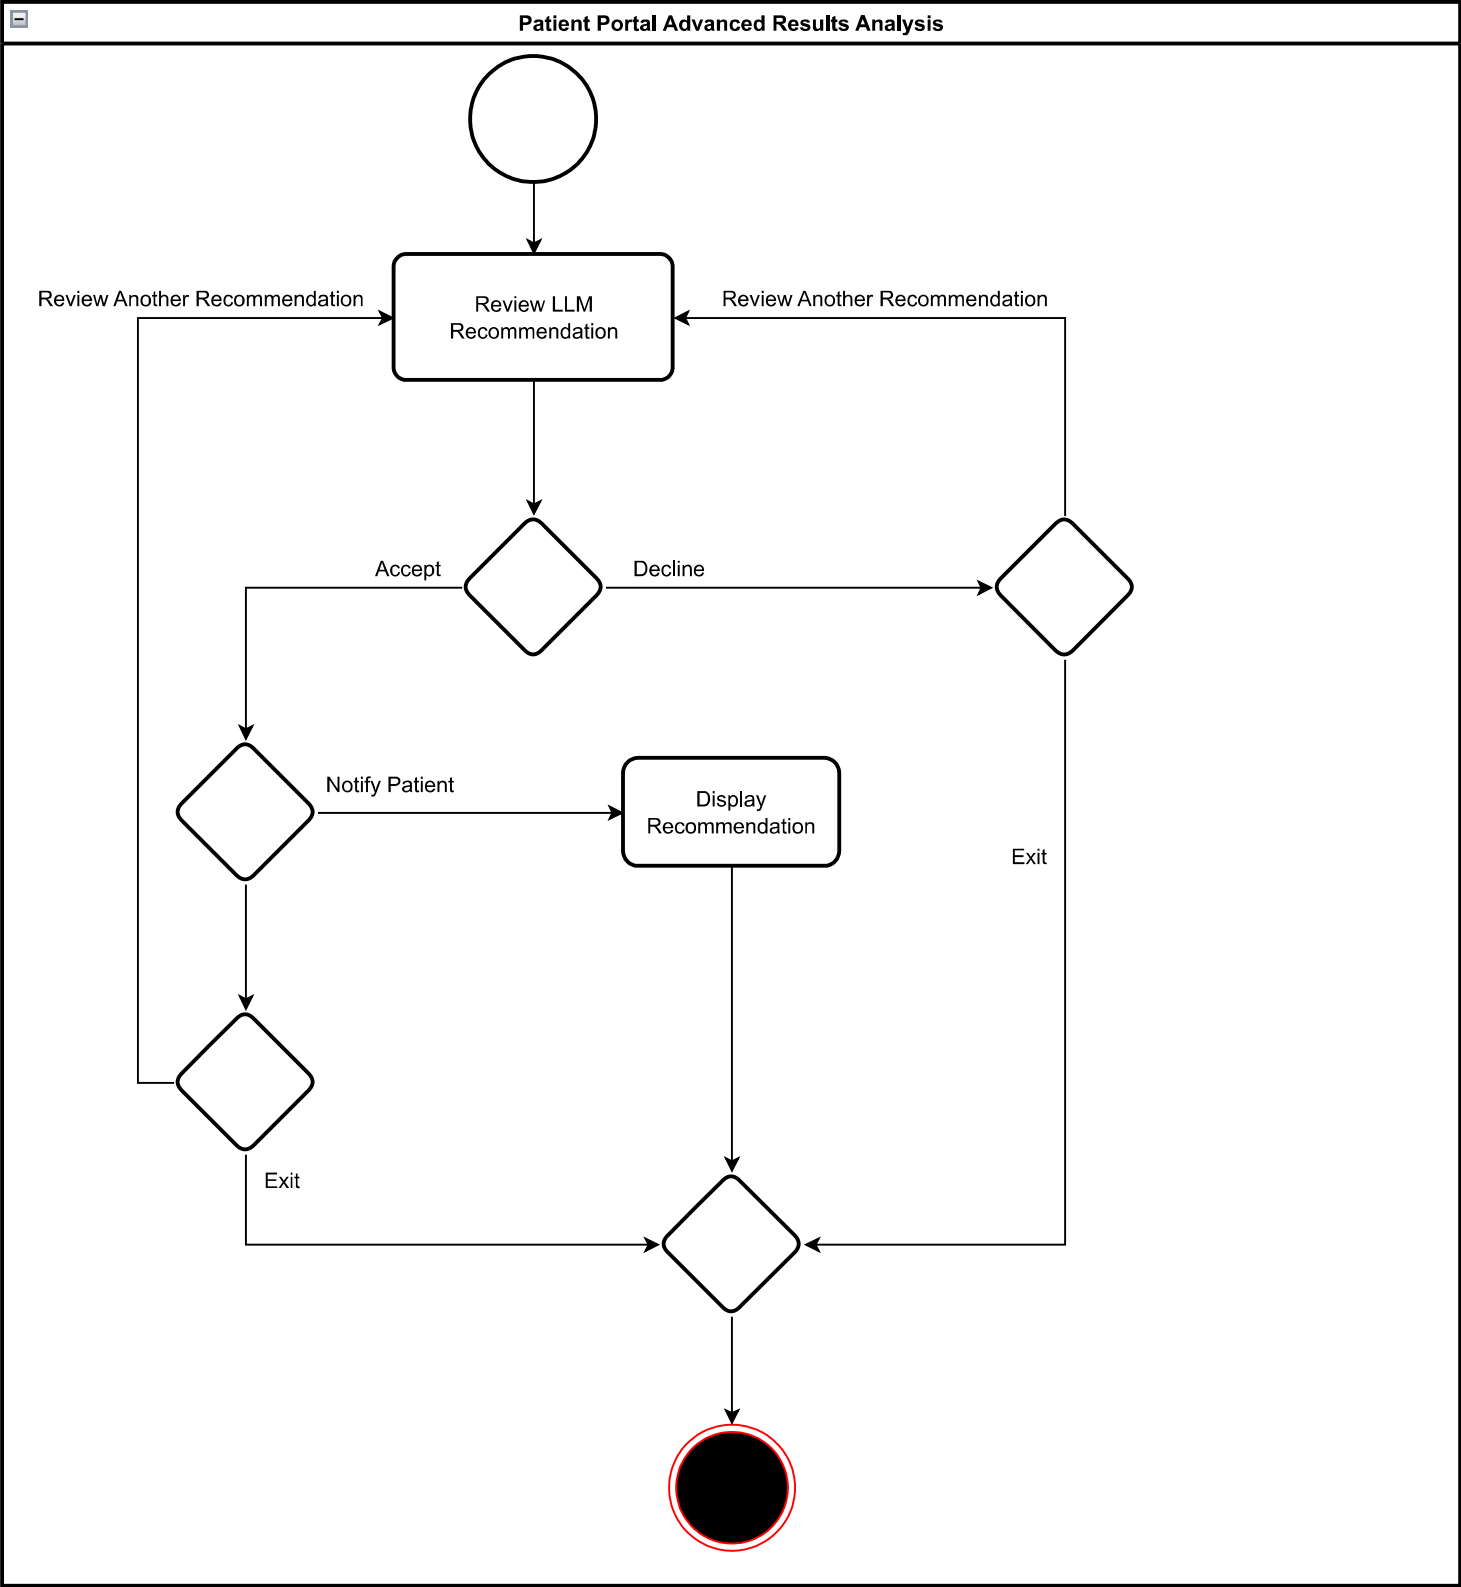 Patient Portal Advanced Results Analysis
Review Another Recommendation
Review LLM
Recommendation
Review Another Recommendation
Accept
Decline
Notify Patient
Display
Recommendation
Exit
Exit